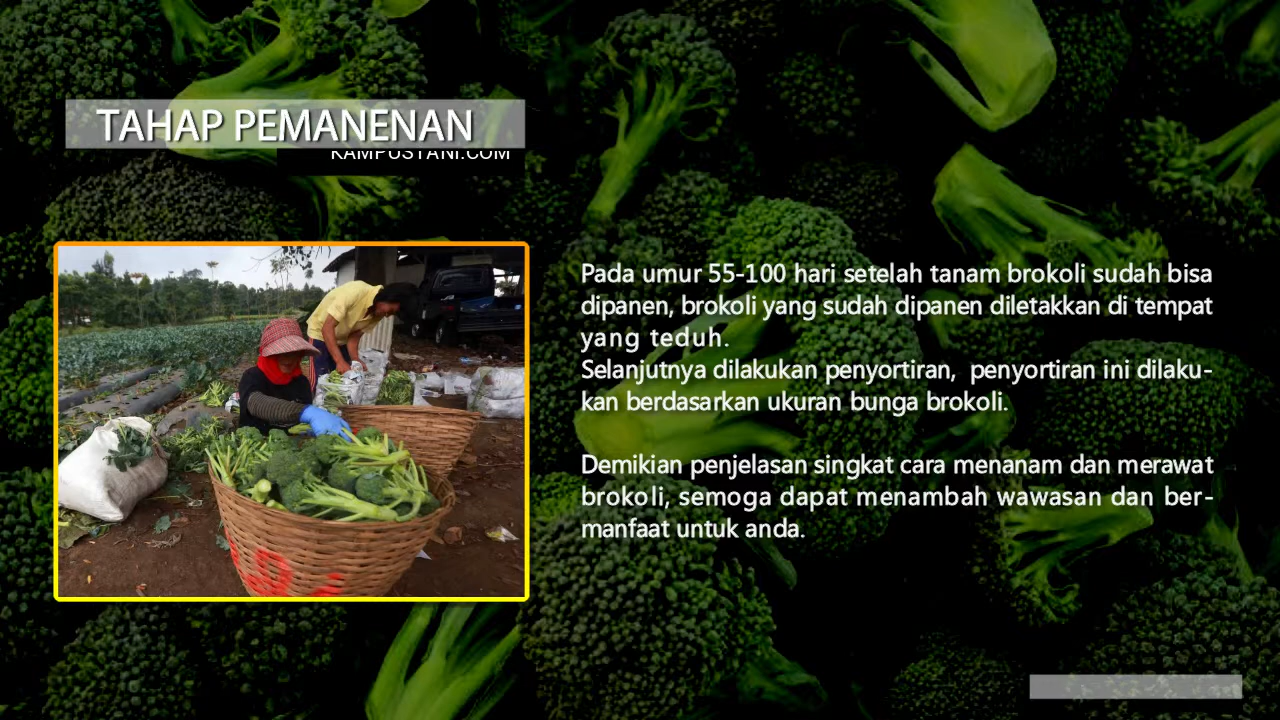 TAHAP PEMANENAN
KAMPUSTANI.COM
Pada umur 55-100 hari setelah tanam brokoli sudah bisa
dipanen, brokoli yang sudah dipanen diletakkan di tempat
yang teduh.
Selanjutnya dilakukan penyortiran, penyortiran ini dilaku-
kan berdasarkan ukuran bunga brokoli.
Demikian penjelasan singkat cara menanam dan merawat
brokoli, semoga dapat menambah wawasan dan ber-
manfaat untuk anda.